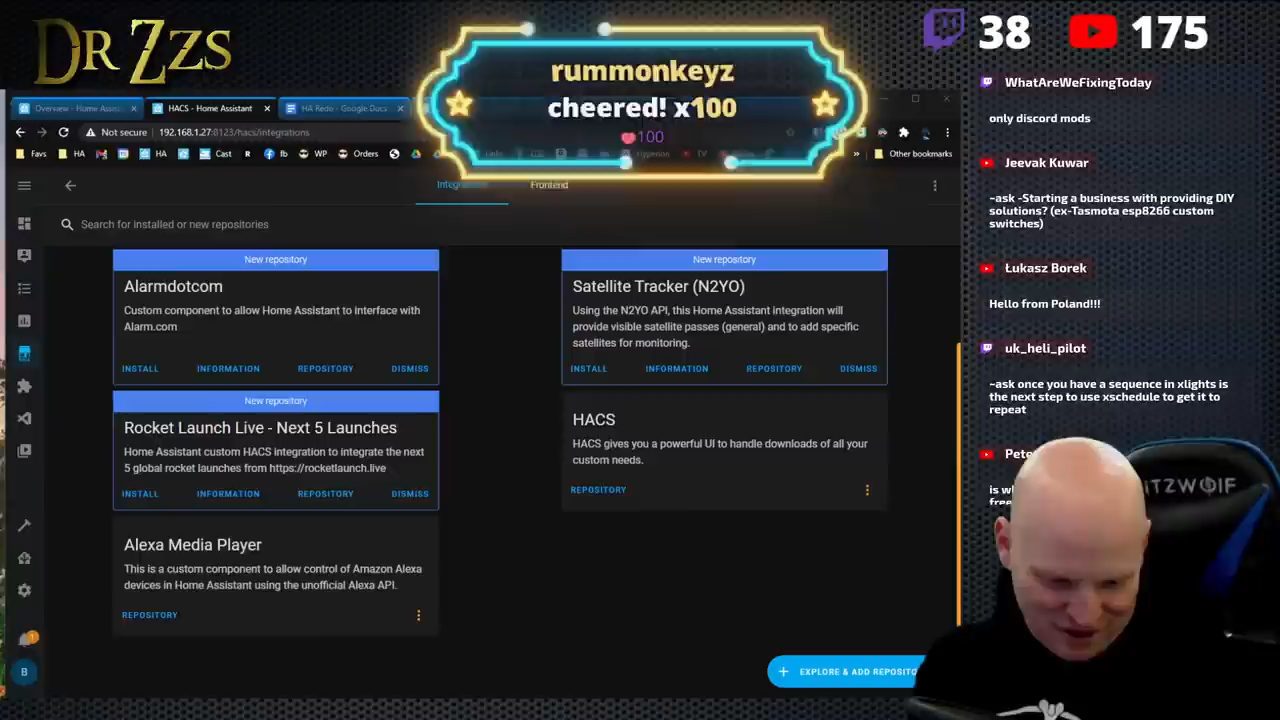 DR ZZS
rummonkeyz
cheered! x100
100
38
175
Overview - Home Assis
HACS - Home Assistant
HA Redo - Google Docs
Not secure
192.168.1.27:8123/hacs/integrations
Favs
HA
HA
Cast
R
fb
WP
Orders
Other bookmarks
Frontend
Search for installed or new repositories
New repository
Alarmdotcom
Custom component to allow Home Assistant to interface with
Alarm.com
INSTALL
INFORMATION
REPOSITORY
DISMISS
New repository
Satellite Tracker (N2YO)
Using the N2YO API, this Home Assistant integration will
provide visible satellite passes (general) and to add specific
satellites for monitoring.
INSTALL
INFORMATION
REPOSITORY
DISMISS
New repository
Rocket Launch Live - Next 5 Launches
Home Assistant custom HACS integration to integrate the next
5 global rocket launches from https://rocketlaunch.live
INSTALL
INFORMATION
REPOSITORY
DISMISS
HACS
HACS gives you a powerful UI to handle downloads of all your
custom needs.
REPOSITORY
Alexa Media Player
This is a custom component to allow control of Amazon Alexa
devices in Home Assistant using the unofficial Alexa API.
REPOSITORY
1
B
+ EXPLORE & ADD REPOSITO
WhatAreWeFixingToday
only discord mods
Jeevak Kuwar
~ask -Starting a business with providing DIY
solutions? (ex-Tasmota esp8266 custom
switches)
Łukasz Borek
Hello from Poland!!!
uk_heli_pilot
~ask once you have a sequence in xlights is
the next step to use xschedule to get it to
repeat
Pete
is w
free
ITZWOLF